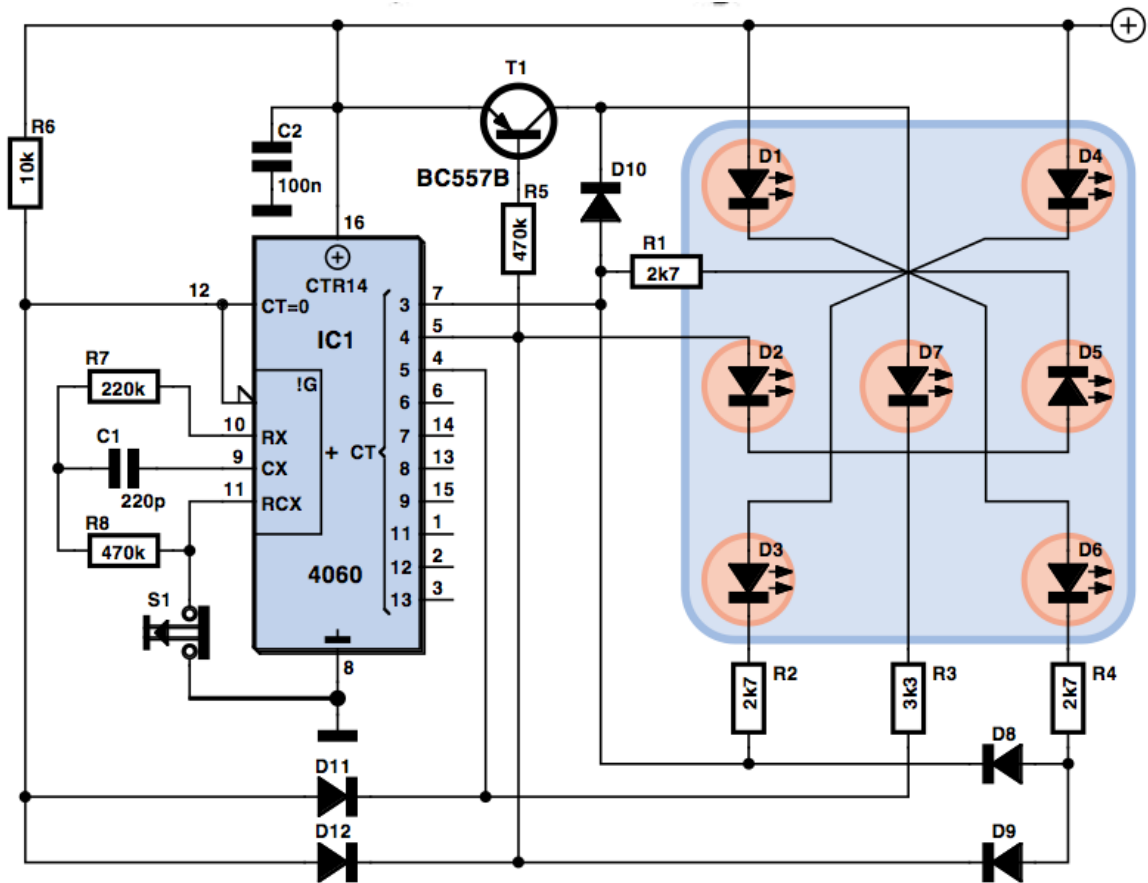 T1
R6
10k
C2
100n
BC557B
D10
D1
D4
R5
470k
16
R1
2k7
CTR14
12
CT=0
3
7
IC1
4
5
D2
D7
D5
R7
220k
!G
5
4
6
6
10
RX
7
14
C1
9
CX
+
CT
8
13
220p
11
RCX
9
15
R8
470k
11
1
D3
D6
4060
12
2
S1
13
3
8
R2
2k7
R3
3k3
R4
2k7
D8
D11
D12
D9